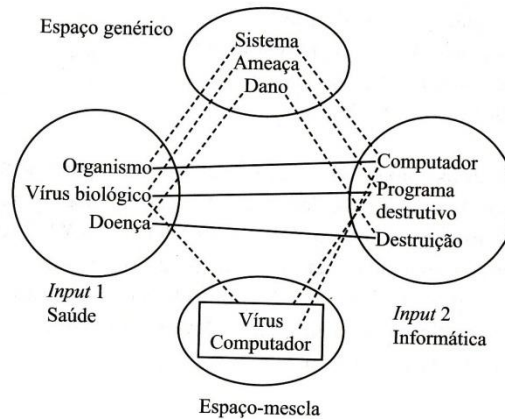 Espaço genérico
Sistema
Ameaça
Dano
Organismo
Vírus biológico
Doença
Input 1
Saúde
Computador
Programa
destrutivo
Destruição
Input 2
Informática
Vírus
Computador
Espaço-mescla